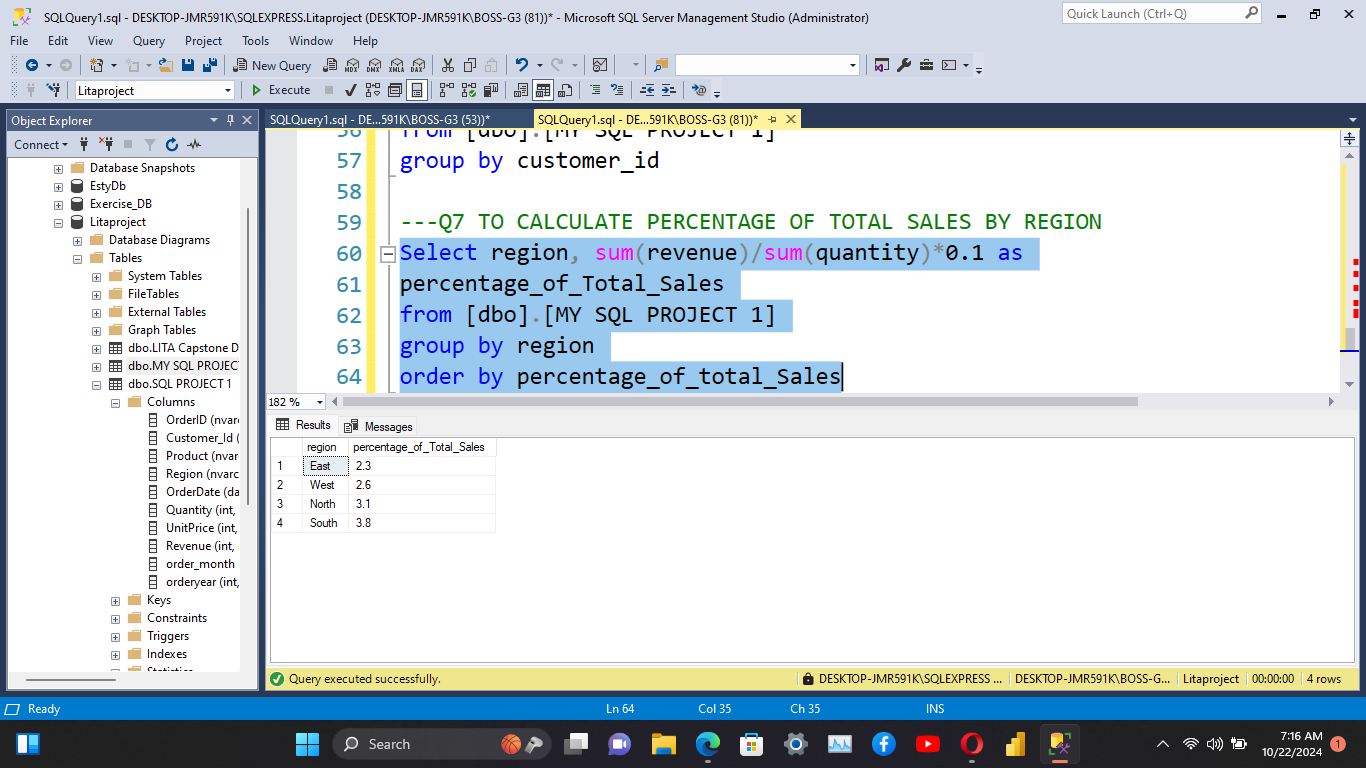 SQLQuery1.sql - DESKTOP-JMR591K\SQLEXPRESS.Litaproject (DESKTOP-JMR591K\BOSS-G3 (81))* - Microsoft SQL Server Management Studio (Administrator)
Quick Launch (Ctrl+Q)
File Edit View Query Project Tools Window Help
New Query MDX DMX XMLA DAX
Litaproject Execute
Object Explorer
SQLQuery1.sql - DE...591K\BOSS-G3 (53))*
SQLQuery1.sql - DE...591K\BOSS-G3 (81))*
Connect
Database Snapshots
EstyDb
Exercise_DB
Litaproject
Database Diagrams
Tables
System Tables
FileTables
External Tables
Graph Tables
dbo.LITA Capstone D
dbo.MY SQL PROJEC
dbo.SQL PROJECT 1
Columns
OrderID (nvar
Customer_Id (
Product (nvar
Region (nvarc
OrderDate (da
Quantity (int,
UnitPrice (int,
Revenue (int,
order_month
orderyear (int,
Keys
Constraints
Triggers
Indexes
Statistics
56 from [dbo].[MY SQL PROJECT 1]
57 group by customer_id
58
59 ---Q7 TO CALCULATE PERCENTAGE OF TOTAL SALES BY REGION
60 Select region, sum(revenue)/sum(quantity)*0.1 as
61 percentage_of_Total_Sales
62 from [dbo].[MY SQL PROJECT 1]
63 group by region
64 order by percentage_of_total_Sales
182 %
Results Messages
region percentage_of_Total_Sales
1 East 2.3
2 West 2.6
3 North 3.1
4 South 3.8
Query executed successfully.
DESKTOP-JMR591K\SQLEXPRESS ... DESKTOP-JMR591K\BOSS-G... Litaproject 00:00:00 4 rows
Ready Ln 64 Col 35 Ch 35 INS
Search
7:16 AM
10/22/2024
1